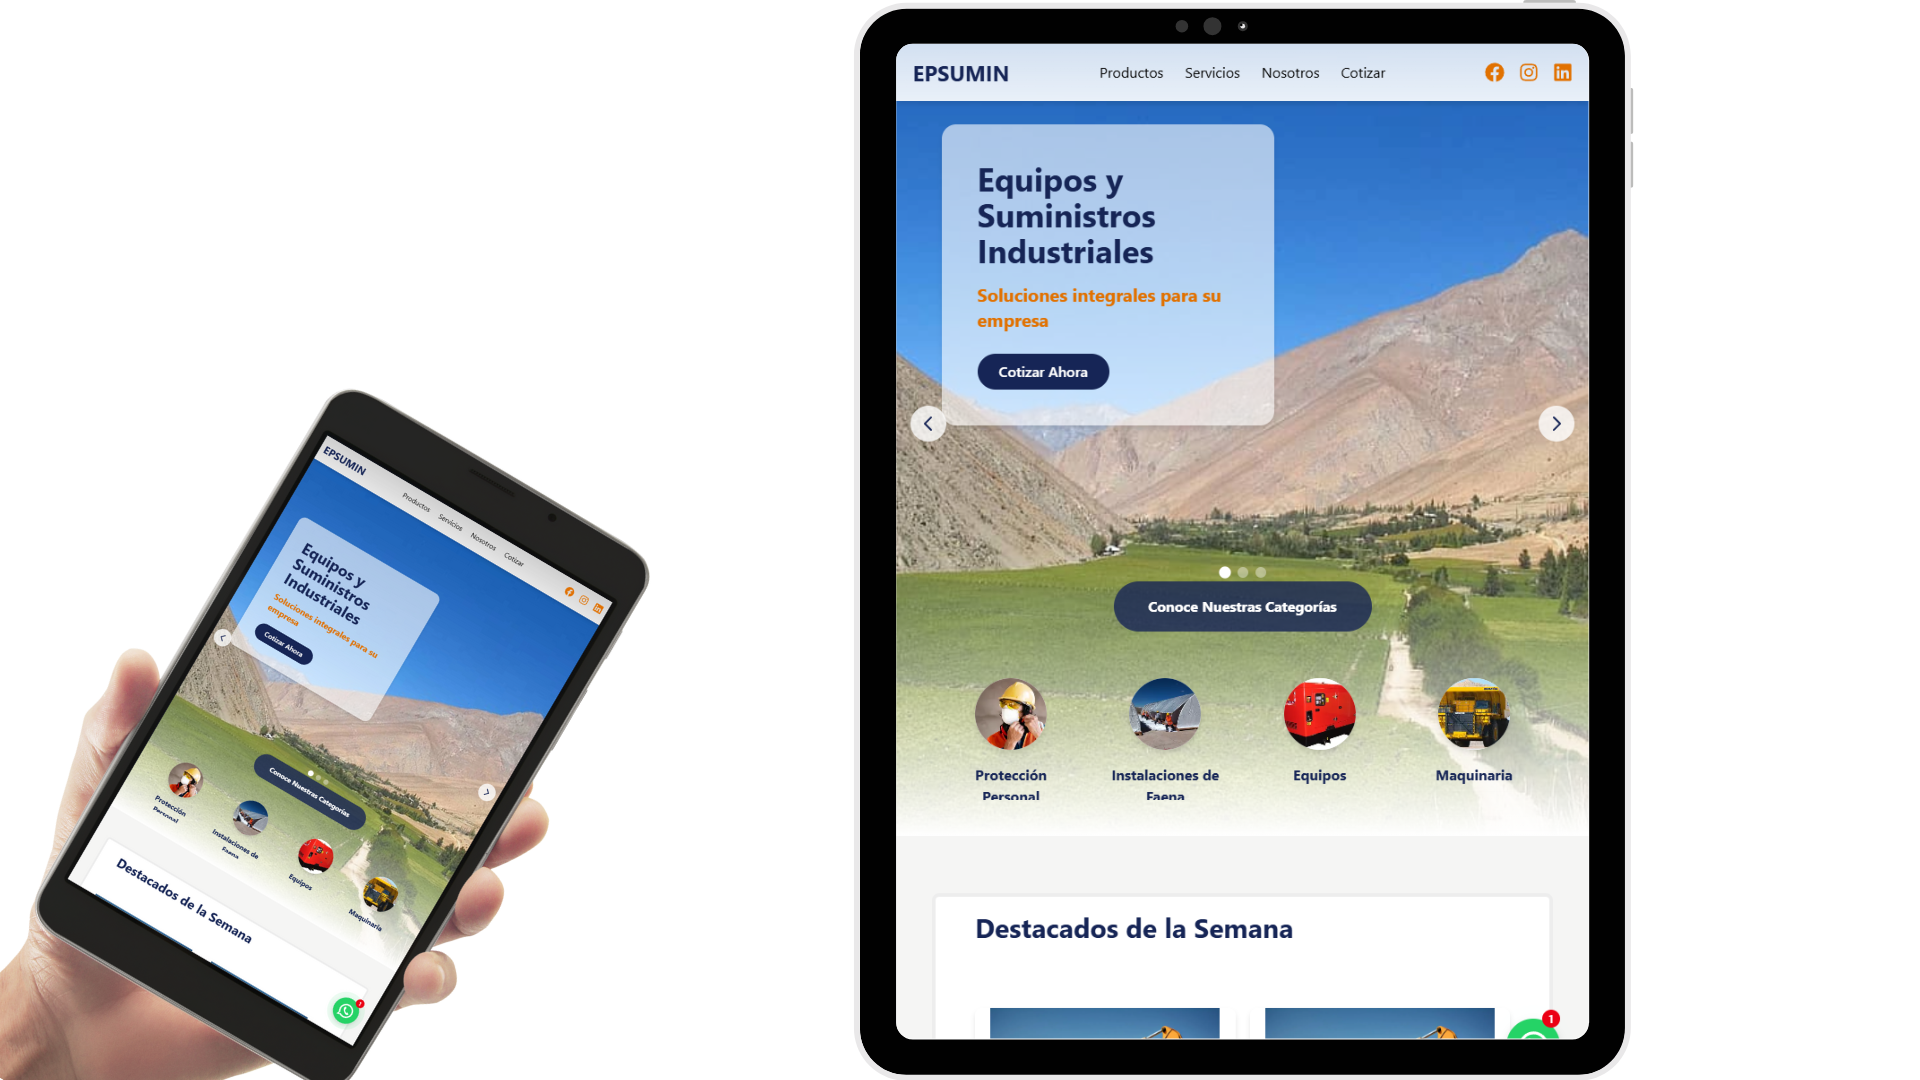 EPSUMIN
Productos Servicios Nosotros Cotizar
Equipos y
Suministros
Industriales
Soluciones integrales para su
empresa
Cotizar Ahora
Conoce Nuestras Categorías
Protección
Personal
Instalaciones de
Faena
Equipos
Maquinaria
Destacados de la Semana
EPSUMIN
Productos Servicios Nosotros Cotizar
Equipos y
Suministros
Industriales
Soluciones integrales para su
empresa
Cotizar Ahora
Conoce Nuestras Categorías
Protección
Personal
Instalaciones de
Faena
Equipos
Maquinaria
Destacados de la Semana
1